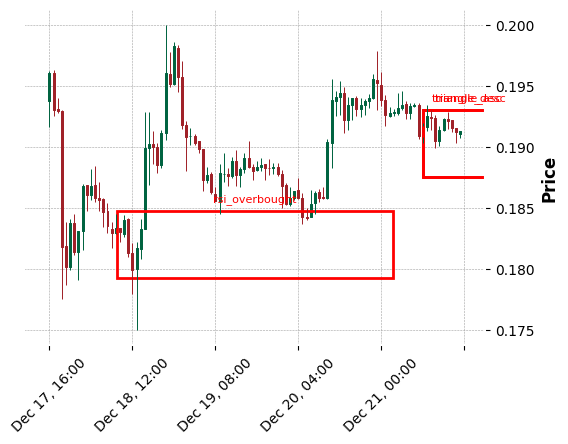 0.200
0.195
0.190
0.185
0.180
0.175
Price
rsi_overbought
Dec 17, 16:00
Dec 18, 12:00
Dec 19, 08:00
Dec 20, 04:00
Dec 21, 00:00